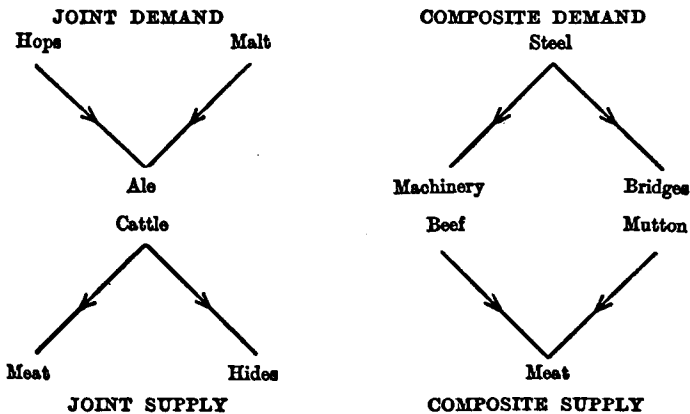 JOINT DEMAND
Hops Malt
Ale
Cattle
Meat Hides
JOINT SUPPLY
COMPOSITE DEMAND
Steel
Machinery Bridges
Beef Mutton
Meat
COMPOSITE SUPPLY